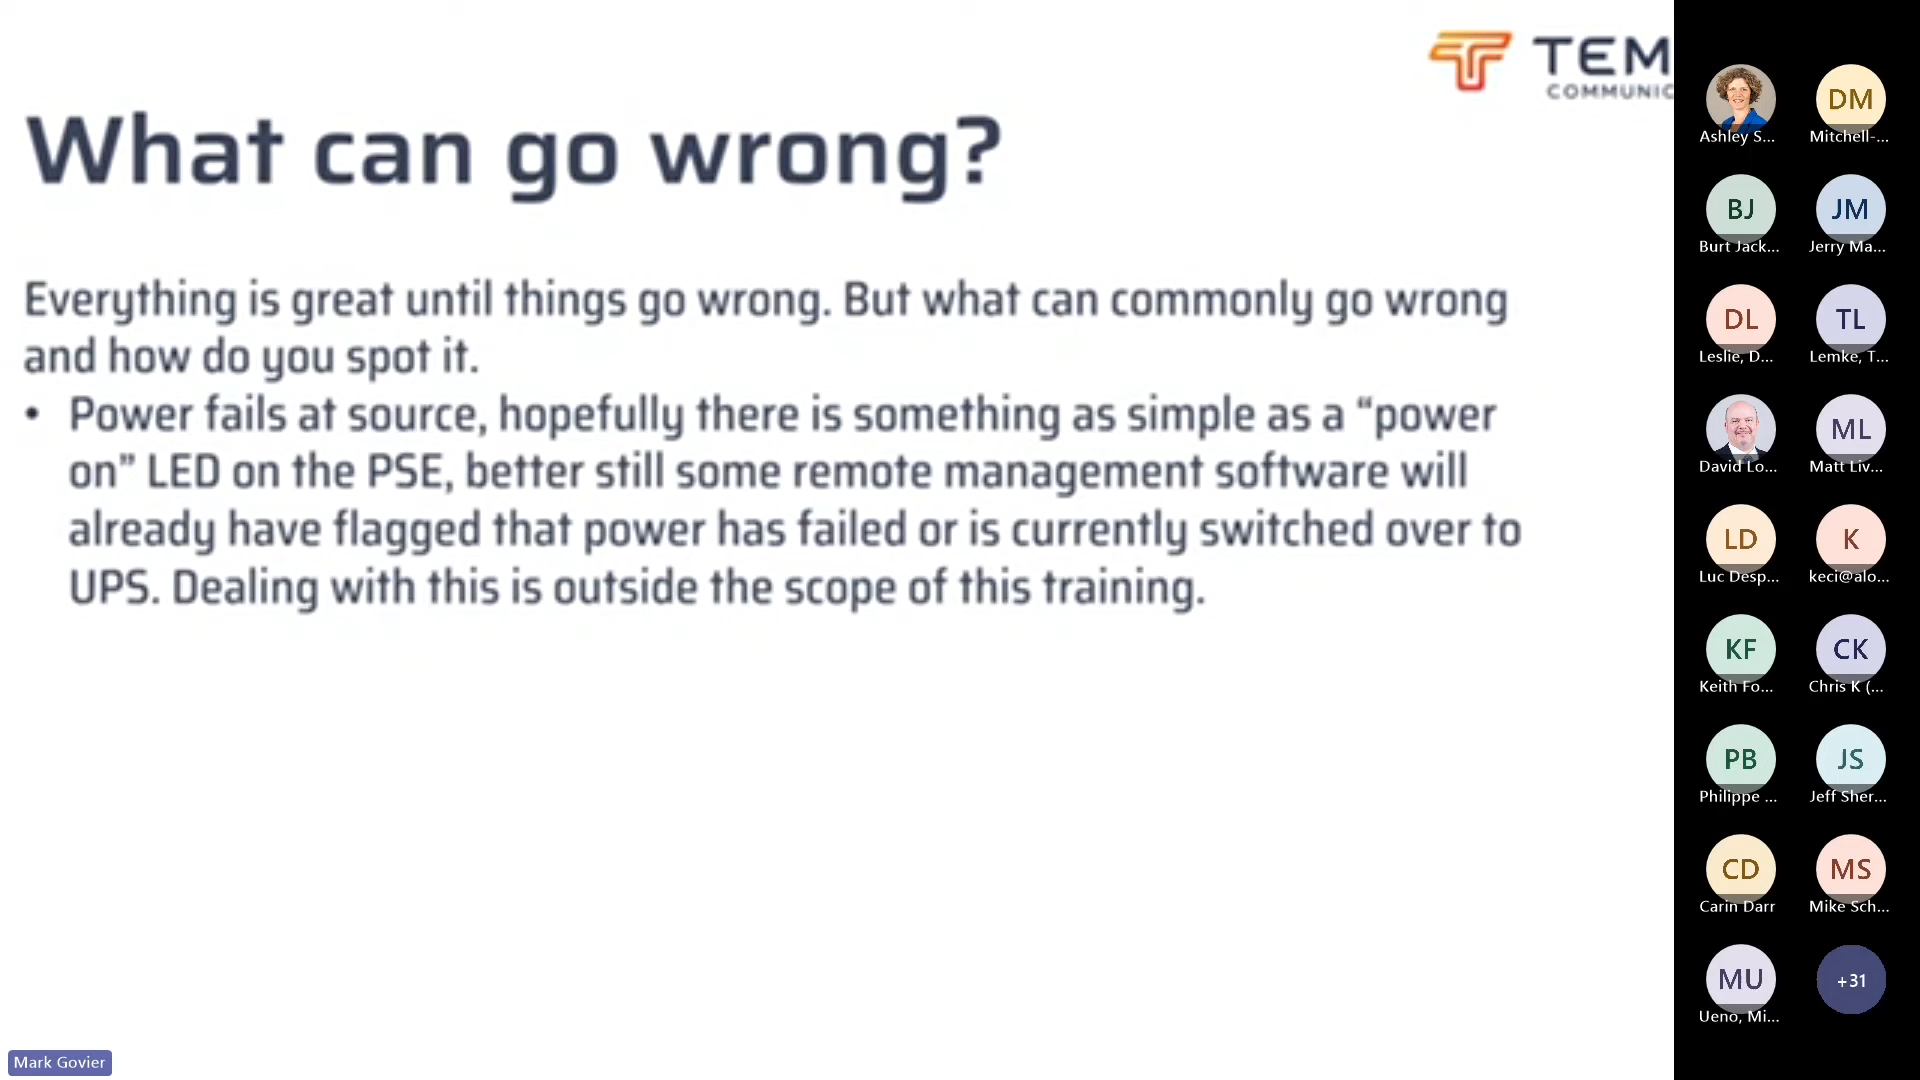 TEM
COMMUNIC
What can go wrong?
Everything is great until things go wrong. But what can commonly go wrong
and how do you spot it.
• Power fails at source, hopefully there is something as simple as a “power
on” LED on the PSE, better still some remote management software will
already have flagged that power has failed or is currently switched over to
UPS. Dealing with this is outside the scope of this training.
Mark Govier
Ashley S...
DM
Mitchell-...
BJ
Burt Jack...
JM
Jerry Ma...
DL
Leslie, D...
TL
Lemke, T...
David Lo...
ML
Matt Liv...
LD
Luc Desp...
K
keci@alo...
KF
Keith Fo...
CK
Chris K (...
PB
Philippe ...
JS
Jeff Sher...
CD
Carin Darr
MS
Mike Sch...
MU
Ueno, Mi...
+31